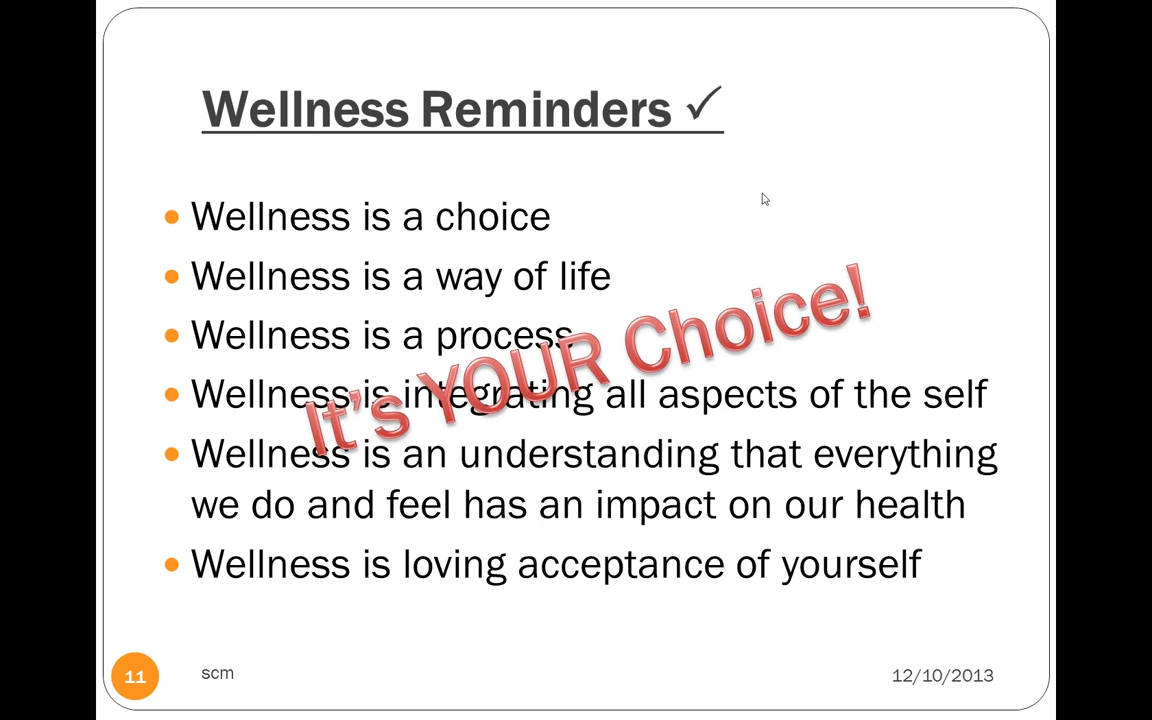 Wellness Reminders ✓
• Wellness is a choice
• Wellness is a way of life
• Wellness is a process
• Wellness is integrating all aspects of the self
• Wellness is an understanding that everything
we do and feel has an impact on our health
• Wellness is loving acceptance of yourself
It's YOUR Choice!
11
scm
12/10/2013